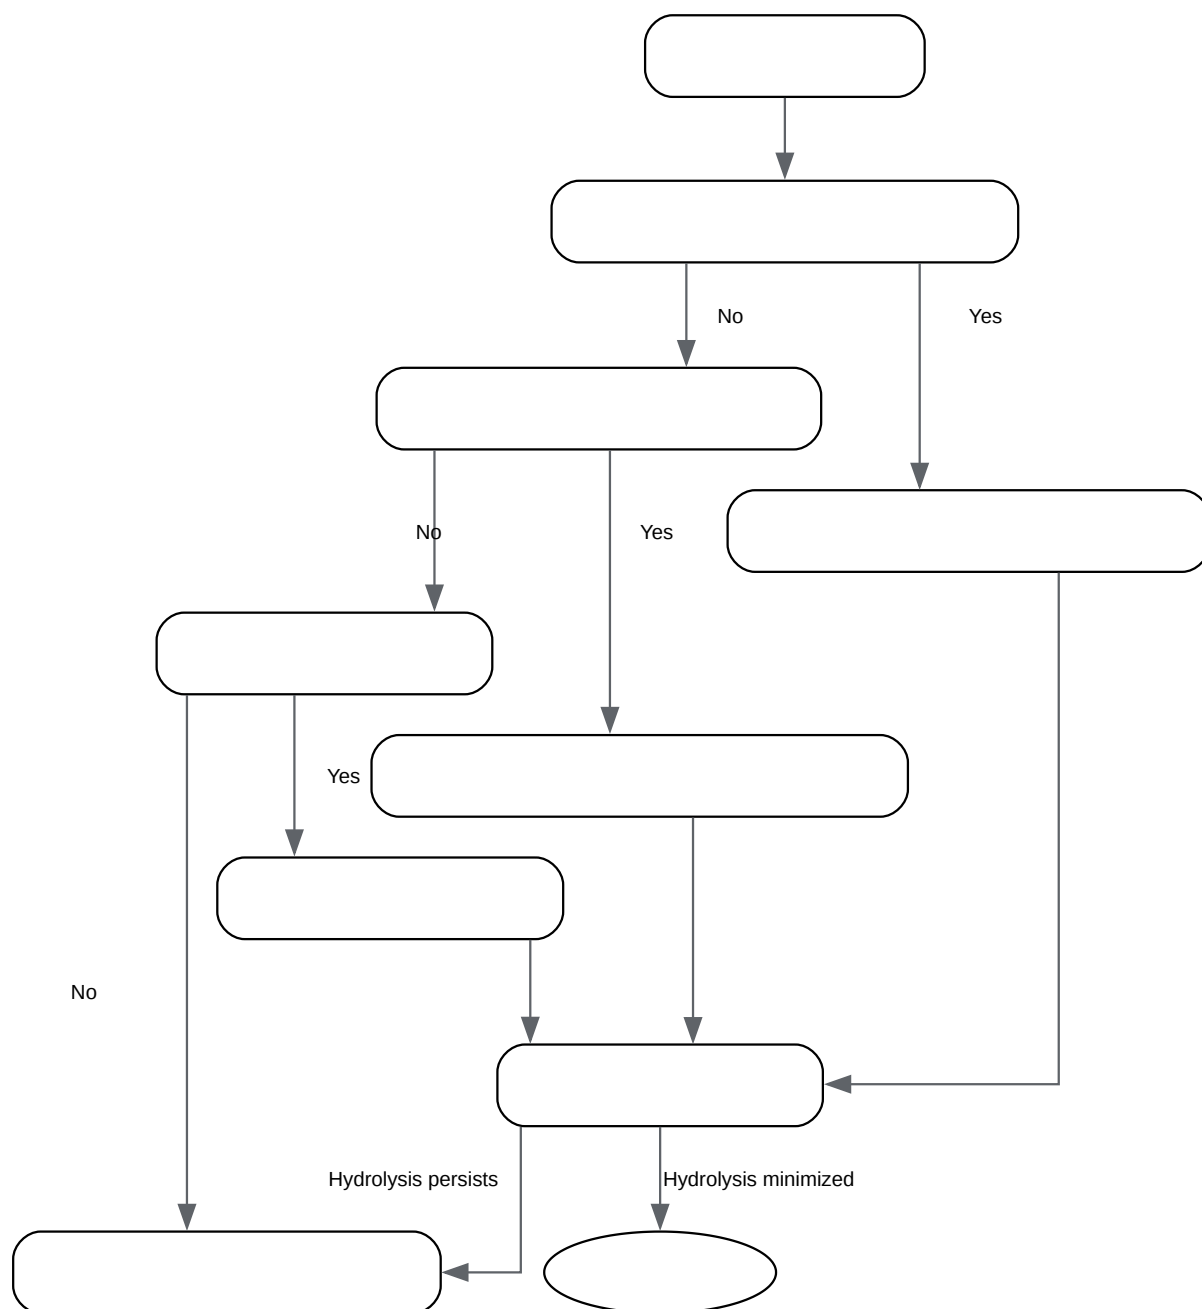 No
Yes
No
Yes
Yes
No
Hydrolysis persists
Hydrolysis minimized